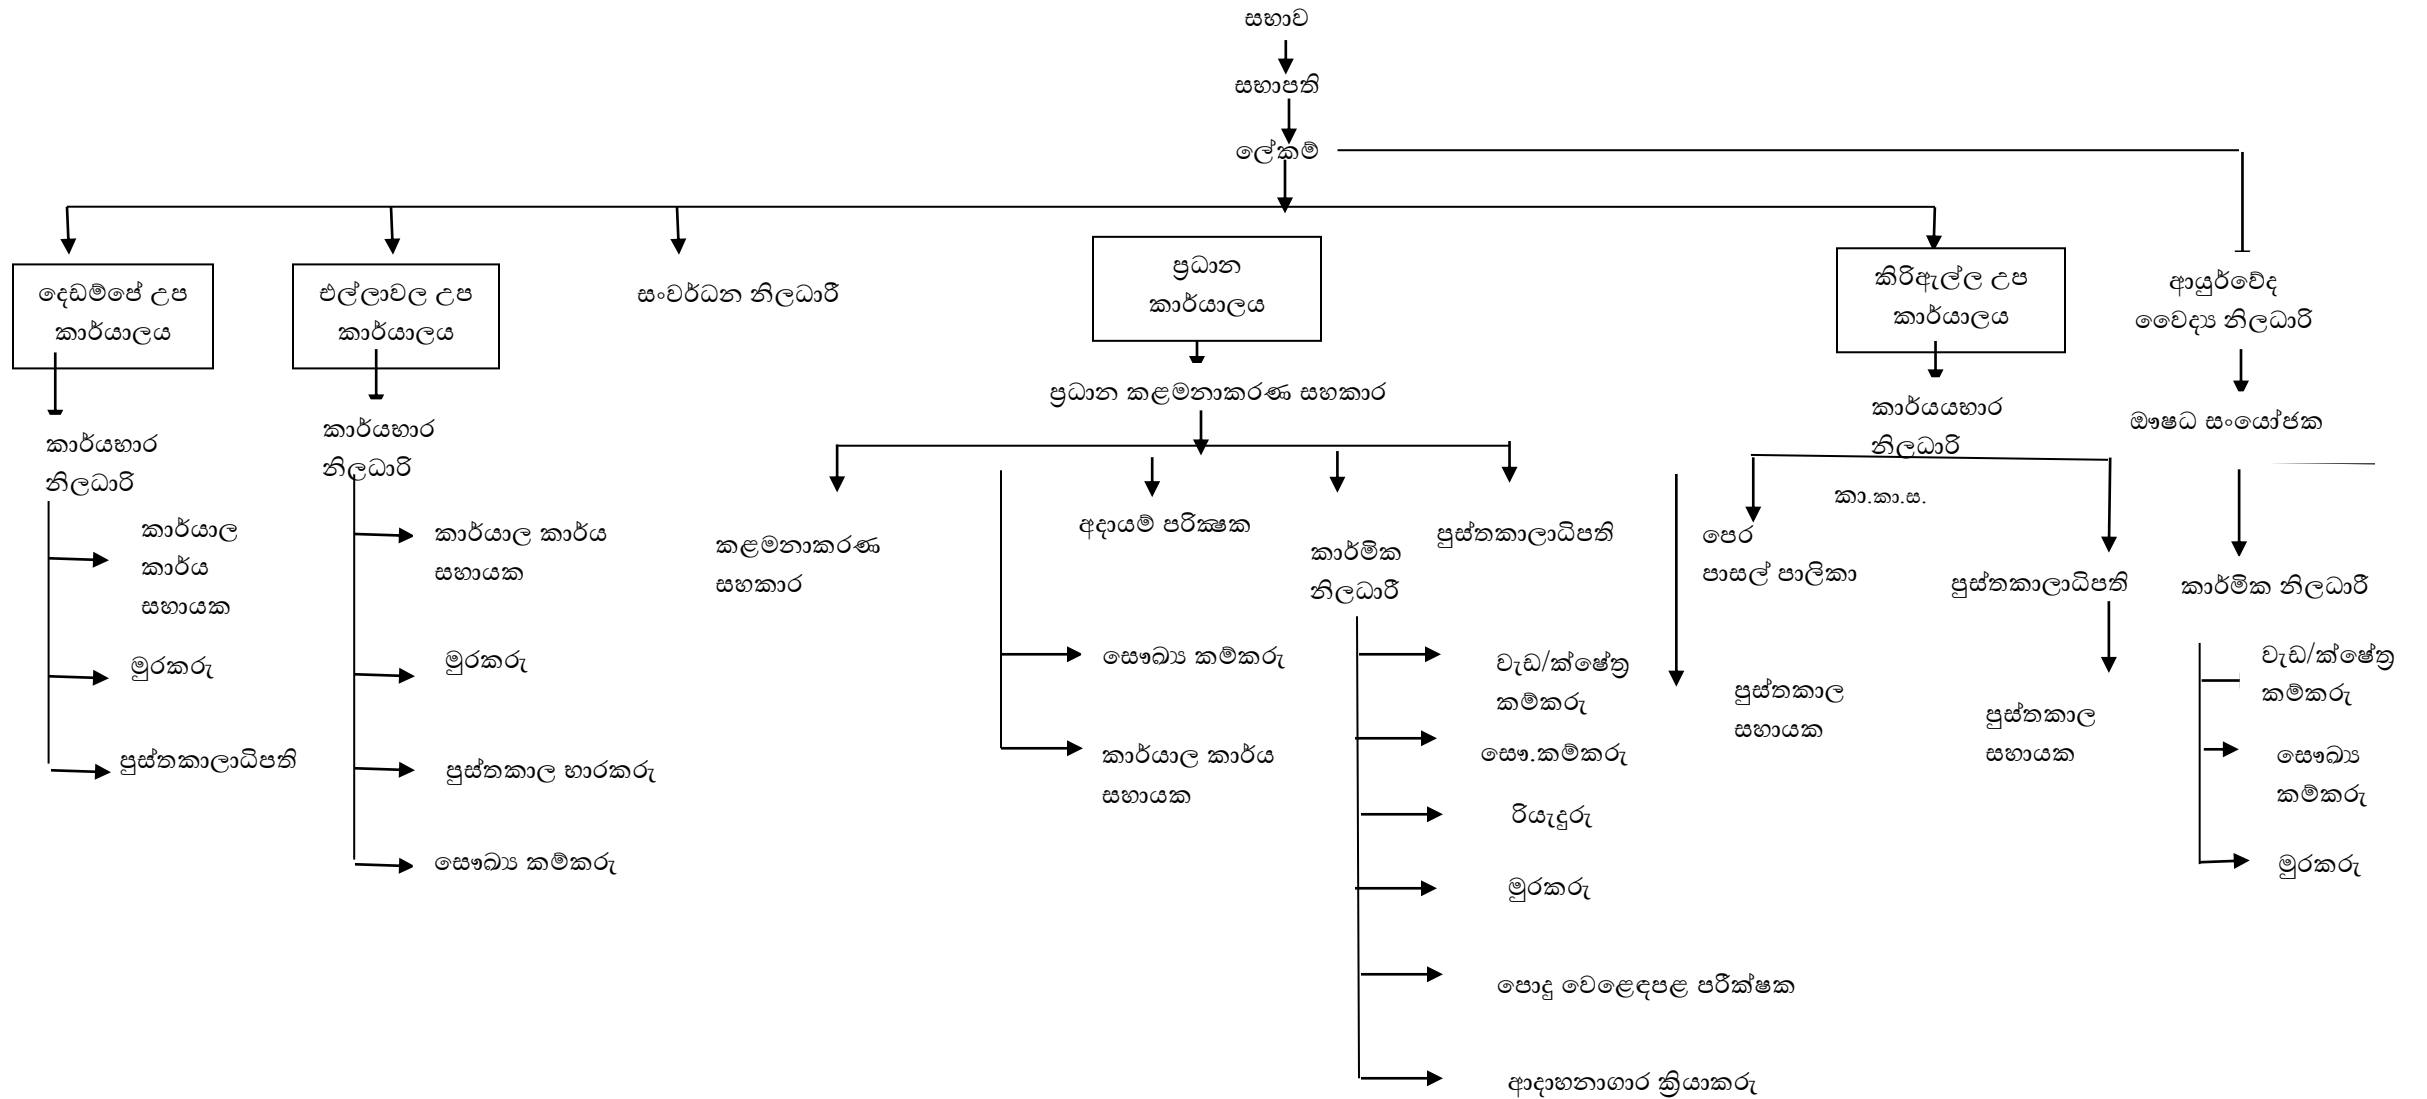 සභාව
සභාපති
ලේකම්
දෙඩම්පේ උප
කාර්යාලය
එල්ලාවල උප
කාර්යාලය
සංවර්ධන නිලධාරී
ප්‍රධාන
කාර්යාලය
කිරිඇල්ල උප
කාර්යාලය
ආයුර්වේද
වෛද්‍ය නිලධාරි
ප්‍රධාන කළමනාකරණ සහකාර
කාර්යභාර
නිලධාරි
කාර්යභාර
නිලධාරි
කාර්යයභාර
නිලධාරි
ඖෂධ සංයෝජක
කාර්යාල
කාර්ය
සහායක
මුරකරු
පුස්තකාලාධිපති
කාර්යාල කාර්ය
සහායක
මුරකරු
පුස්තකාල භාරකරු
සෞඛ්‍ය කම්කරු
කළමනාකරණ
සහකාර
අදායම් පරික්‍ෂක
සෞඛ්‍ය කම්කරු
කාර්යාල කාර්ය
සහායක
කාර්මික
නිලධාරී
පුස්තකාලාධිපති
වැඩ/ක්ෂේත්‍ර
කම්කරු
සෞ.කම්කරු
රියැදුරු
මුරකරු
පොදු වෙළෙඳපළ පරීක්ෂක
ආදාහනාගාර ක්‍රියාකරු
පුස්තකාල
සහායක
පෙර
පාසල් පාලිකා
කා.කා.ස.
පුස්තකාලාධිපති
පුස්තකාල
සහායක
කාර්මික නිලධාරී
වැඩ/ක්ෂේත්‍ර
කම්කරු
සෞඛ්‍ය
කම්කරු
මුරකරු